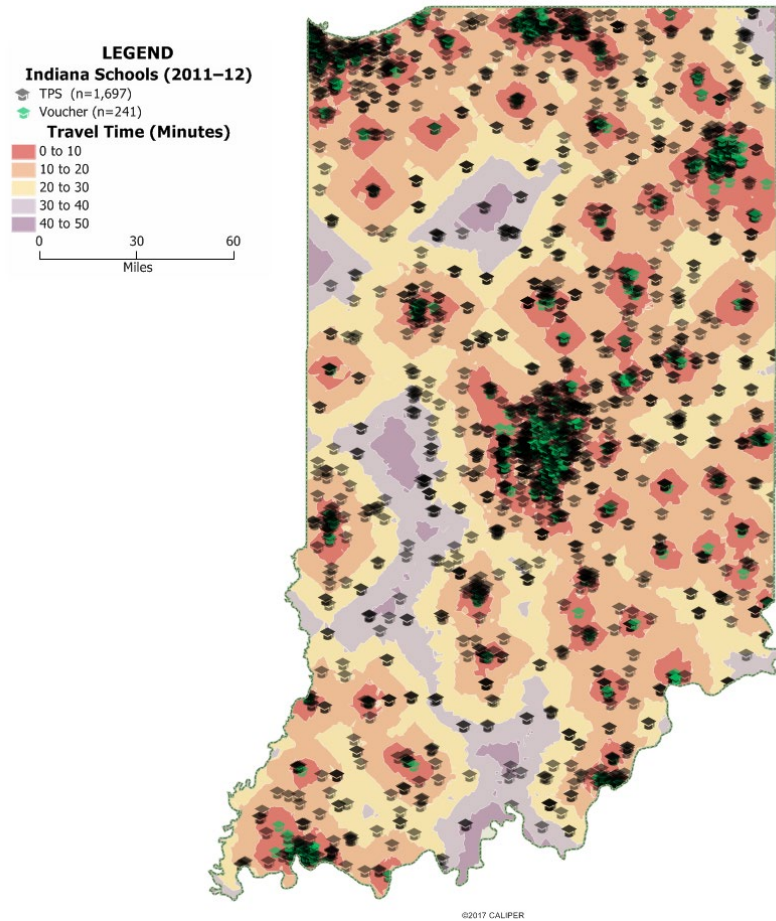 LEGEND
Indiana Schools (2011–12)
TPS (n=1,697)
Voucher (n=241)
Travel Time (Minutes)
0 to 10
10 to 20
20 to 30
30 to 40
40 to 50
0 30 60
Miles
©2017 CALIPER